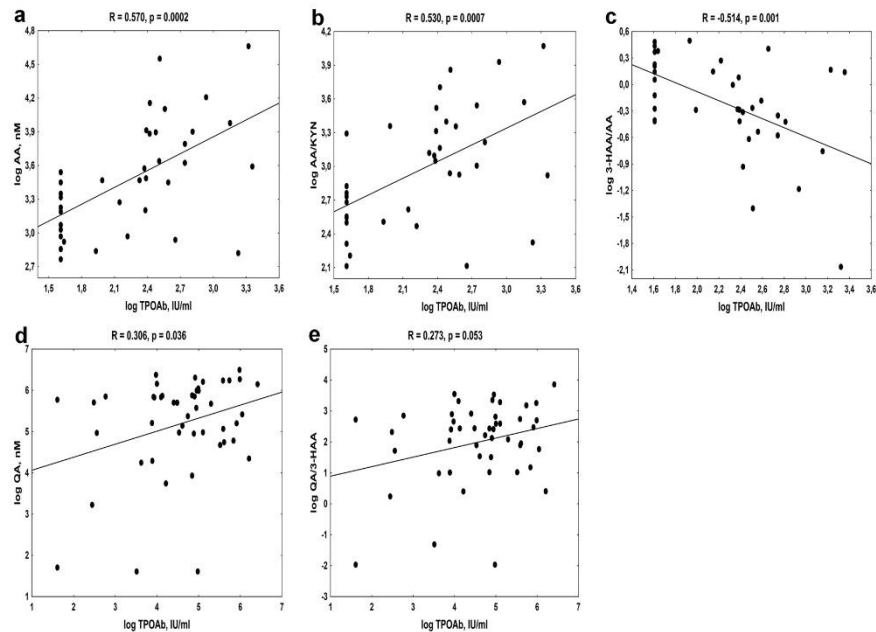 a
R = 0.570, p = 0.0002
log AA, nM
4,8
4,5
4,2
3,9
3,6
3,3
3,0
2,7
1,5 1,8 2,1 2,4 2,7 3,0 3,3 3,6
log TPOAb, IU/ml
b
R = 0.530, p = 0.0007
log AA/KYN
4,2
3,9
3,6
3,3
3,0
2,7
2,4
2,1
1,5 1,8 2,1 2,4 2,7 3,0 3,3 3,6
log TPOAb, IU/ml
c
R = -0.514, p = 0.001
log 3-HAA/AA
0,6
0,3
0,0
-0,3
-0,6
-0,9
-1,2
-1,5
-1,8
-2,1
1,4 1,6 1,8 2,0 2,2 2,4 2,6 2,8 3,0 3,2 3,4 3,6
log TPOAb, IU/ml
d
R = 0.306, p = 0.036
log QA, nM
7
6
5
4
3
2
1
1 2 3 4 5 6 7
log TPOAb, IU/ml
e
R = 0.273, p = 0.053
log QA/3-HAA
5
4
3
2
1
0
-1
-2
-3
1 2 3 4 5 6 7
log TPOAb, IU/ml